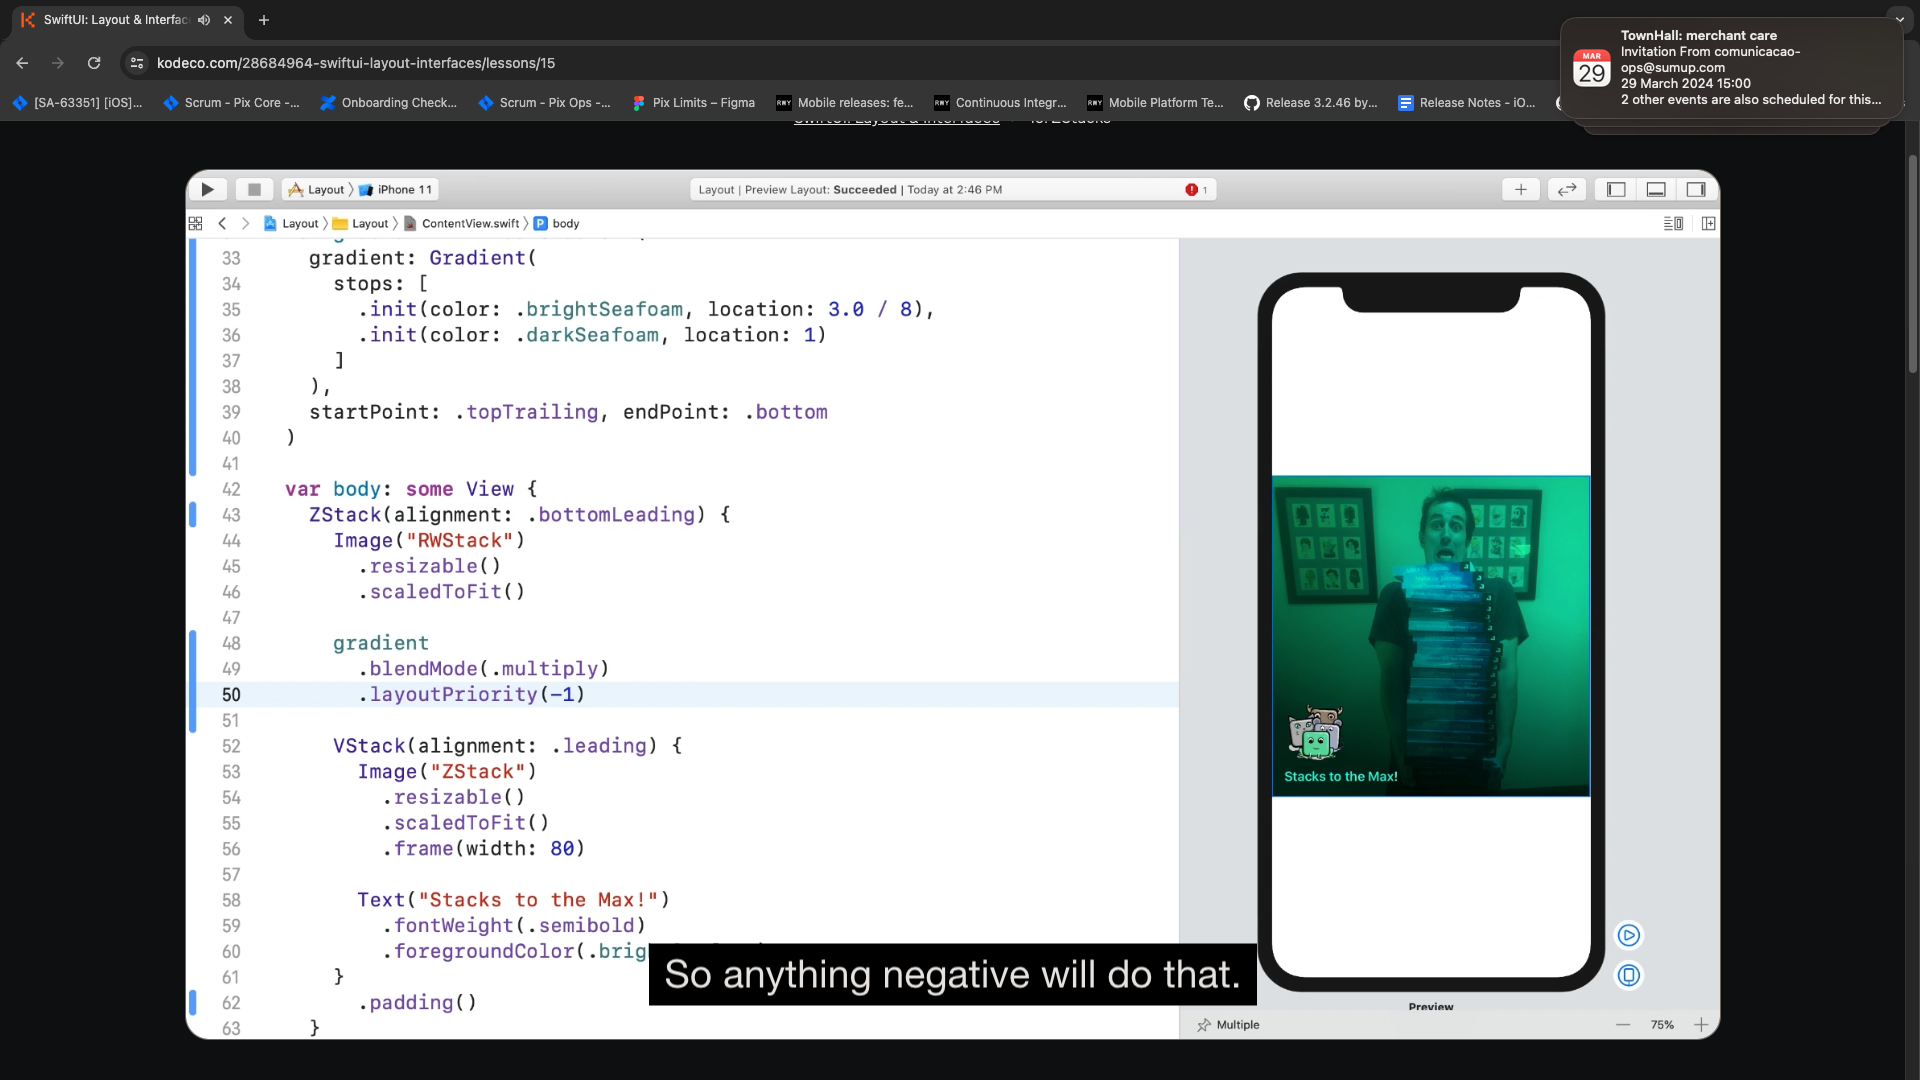 SwiftUI: Layout & Interfac
kodeco.com/28684964-swiftui-layout-interfaces/lessons/15
TownHall: merchant care
Invitation From comunicacao-
ops@sumup.com
29 March 2024 15:00
2 other events are also scheduled for this...
MAR
29
[SA-63351] [iOS]...
Scrum - Pix Core -...
Onboarding Check...
Scrum - Pix Ops -...
Pix Limits – Figma
Mobile releases: fe...
Continuous Integr...
Mobile Platform Te...
Release 3.2.46 by...
Release Notes - iO...
SwiftUI: Layout & Interfaces
15. ZStacks
Layout 〉 iPhone 11
Layout | Preview Layout: Succeeded | Today at 2:46 PM
1
Layout 〉 Layout 〉 ContentView.swift 〉 P body
33 gradient: Gradient(
34 stops: [
35 .init(color: .brightSeafoam, location: 3.0 / 8),
36 .init(color: .darkSeafoam, location: 1)
37 ]
38 ),
39 startPoint: .topTrailing, endPoint: .bottom
40 )
41
42 var body: some View {
43 ZStack(alignment: .bottomLeading) {
44 Image("RWStack")
45 .resizable()
46 .scaledToFit()
47
48 gradient
49 .blendMode(.multiply)
50 .layoutPriority(-1)
51
52 VStack(alignment: .leading) {
53 Image("ZStack")
54 .resizable()
55 .scaledToFit()
56 .frame(width: 80)
57
58 Text("Stacks to the Max!")
59 .fontWeight(.semibold)
60 .foregroundColor(.brig
61 }
62 .padding()
63 }
Stacks to the Max!
So anything negative will do that.
Preview
Multiple
75%